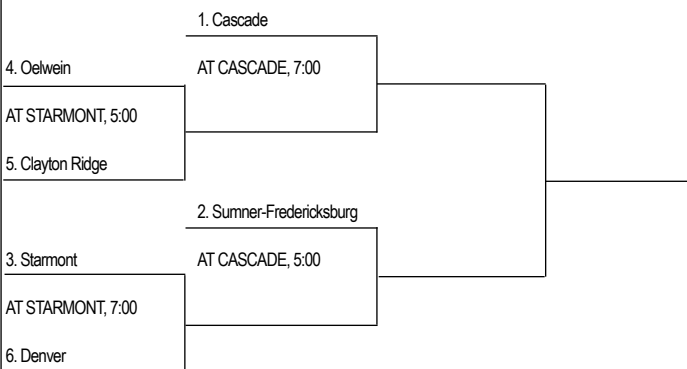 1. Cascade
4. Oelwein
AT CASCADE, 7:00
AT STARMONT, 5:00
5. Clayton Ridge
2. Sumner-Fredericksburg
3. Starmont
AT CASCADE, 5:00
AT STARMONT, 7:00
6. Denver